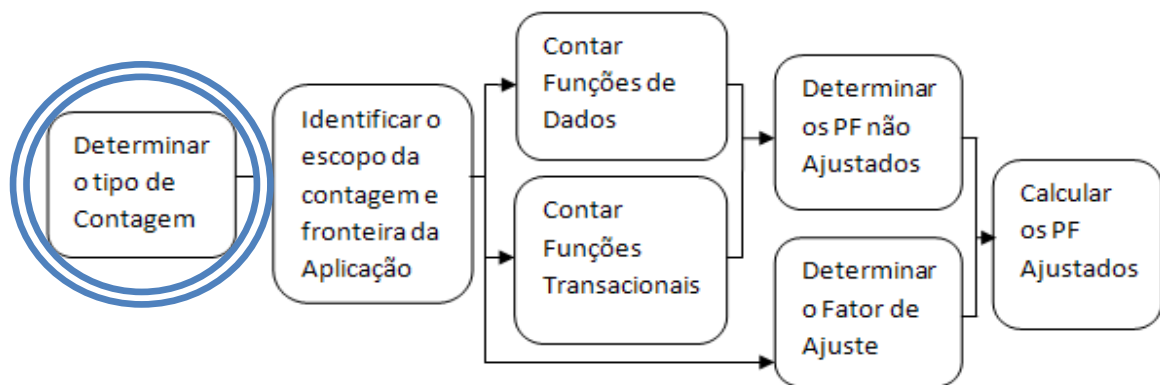 Determinar
o tipo de
Contagem
Identificar o
escopo da
contagem e
fronteira da
Aplicação
Contar
Funções de
Dados
Contar
Funções
Transacionais
Determinar
os PF não
Ajustados
Determinar
o Fator de
Ajuste
Calcular
os PF
Ajustados